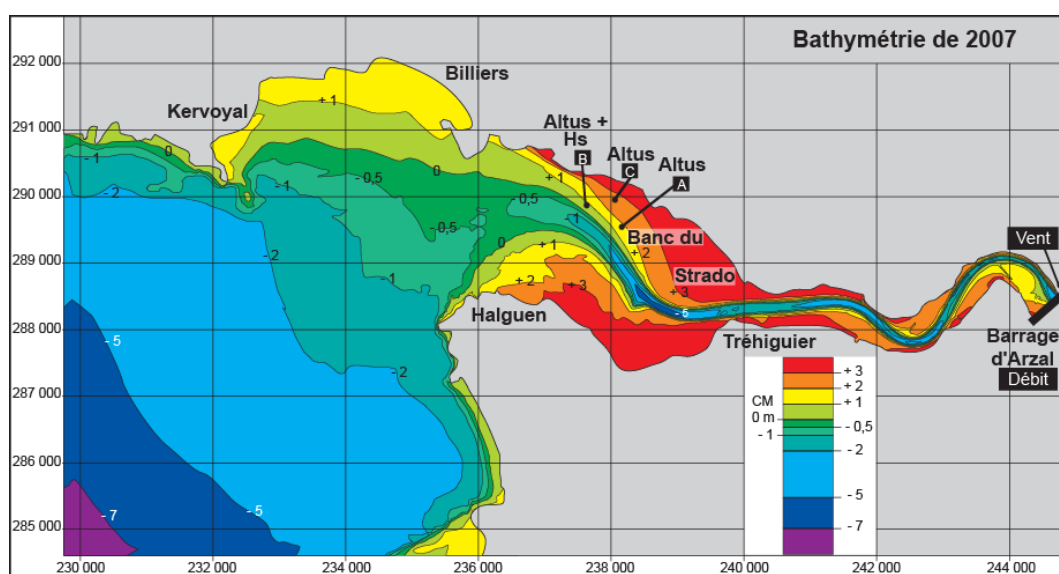 Bathymétrie de 2007
292 000
291 000
290 000
289 000
288 000
287 000
286 000
285 000
Billiers
Kervoyal
+ 1
Altus +
Hs
B
Altus
C
Altus
A
0
- 1
- 2
- 1
- 0,5
0
+ 1
- 0,5
- 1
- 0,5
0
+ 1
Banc du
+ 2
Strado
+ 3
- 2
- 1
+ 2
+ 3
- 5
Halguen
Tréhiguier
Vent
Barrage
d'Arzal
Débit
- 5
- 2
- 5
- 7
CM
0 m
- 1
+ 3
+ 2
+ 1
- 0,5
- 2
- 5
- 7
230 000
232 000
234 000
236 000
238 000
240 000
242 000
244 000